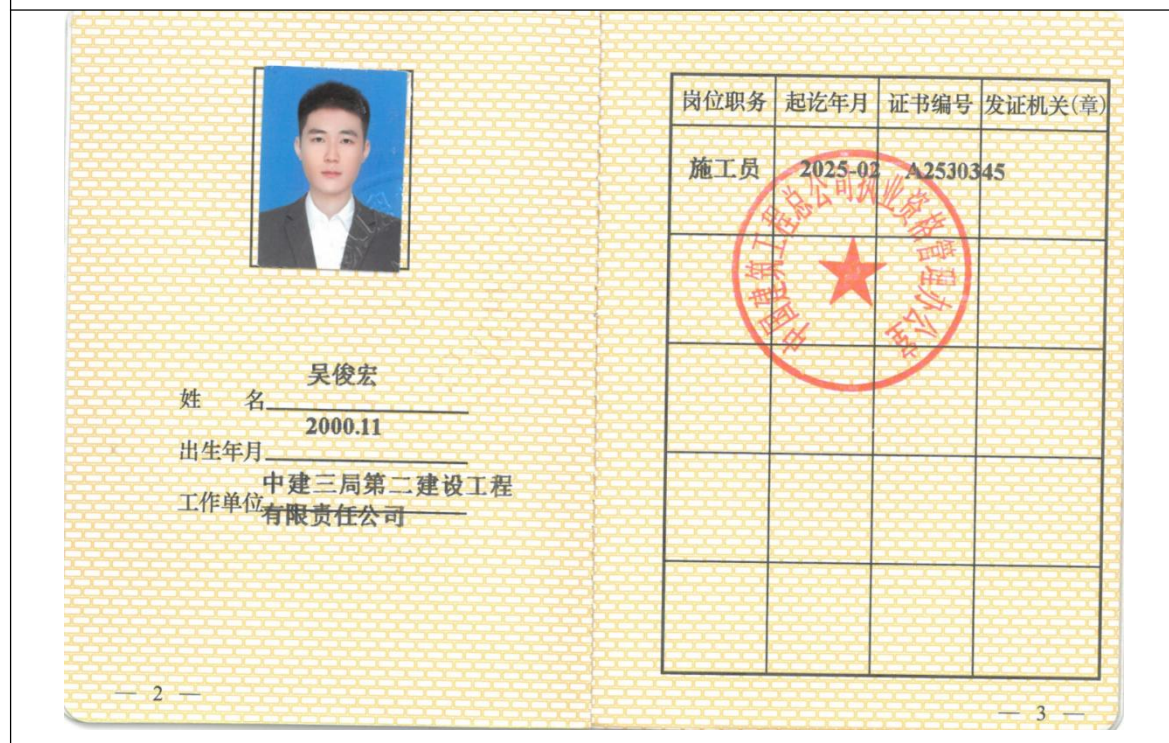 吴俊宏
姓 名
2000.11
出生年月
中建三局第二建设工程
工作单位
有限责任公司
— 2 —
岗位职务 起讫年月 证书编号 发证机关(章)
施工员 2025-02 A2530345
中国建筑工程总公司执业资格管理办公室
— 3 —